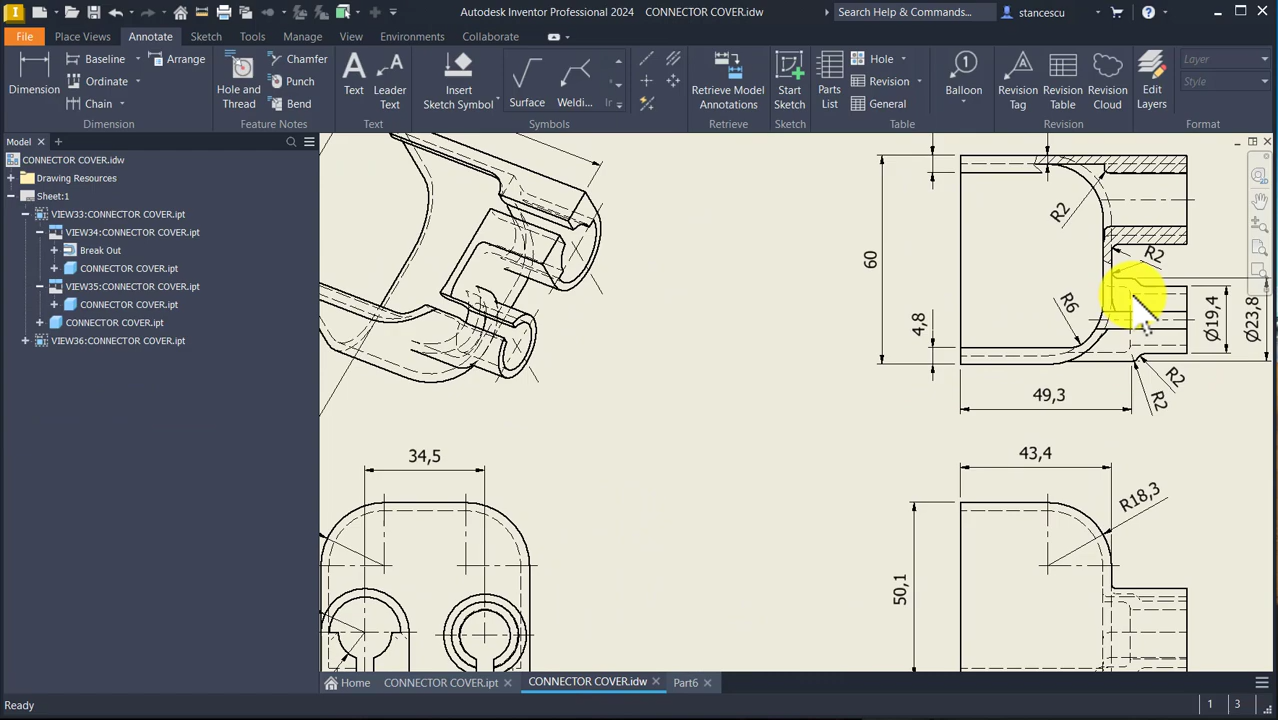 Autodesk Inventor Professional 2024 CONNECTOR COVER.idw
Search Help & Commands...
stancescu
File Place Views Annotate Sketch Tools Manage View Environments Collaborate
Dimension
Baseline
Ordinate
Chain
Arrange
Dimension
Hole and Thread
Chamfer
Punch
Bend
Feature Notes
Text
Leader Text
Text
Insert Sketch Symbol
Surface
Weldi...
Symbols
Retrieve Model Annotations
Retrieve
Start Sketch
Sketch
Parts List
Hole
Revision
General
Table
Balloon
Revision Tag
Revision Table
Revision Cloud
Revision
Edit Layers
Layer
Style
Format
Model
CONNECTOR COVER.idw
Drawing Resources
Sheet:1
VIEW33:CONNECTOR COVER.ipt
VIEW34:CONNECTOR COVER.ipt
Break Out
CONNECTOR COVER.ipt
VIEW35:CONNECTOR COVER.ipt
CONNECTOR COVER.ipt
CONNECTOR COVER.ipt
VIEW36:CONNECTOR COVER.ipt
60
4,8
R2
R2
R6
Ø19,4
Ø23,8
R2
R2
49,3
34,5
43,4
R18,3
50,1
Home CONNECTOR COVER.ipt CONNECTOR COVER.idw Part6
Ready
1 3